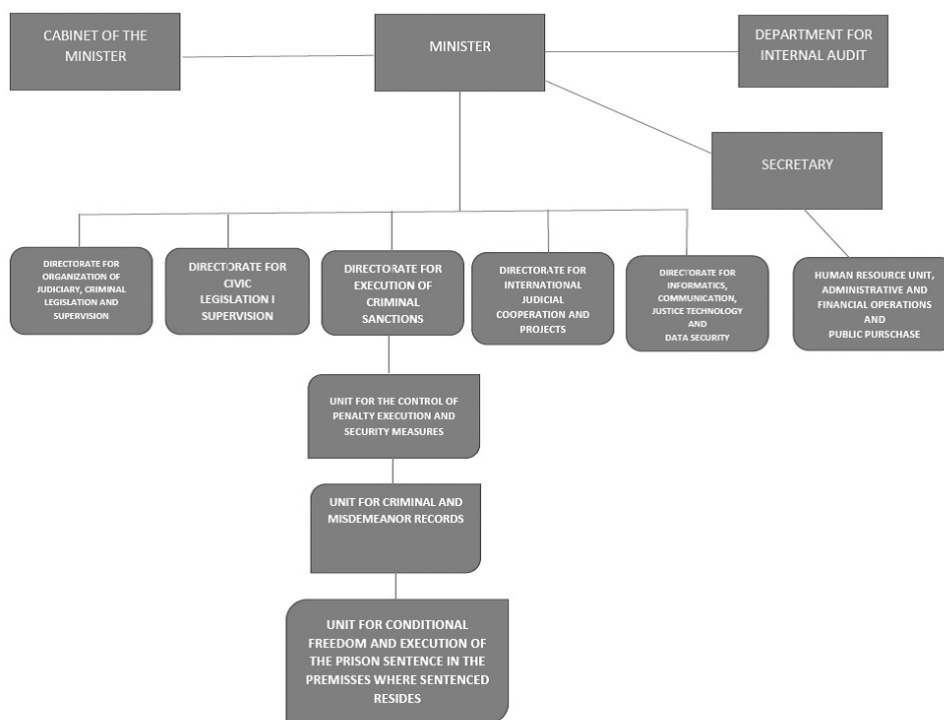 CABINET OF THE
MINISTER
MINISTER
DEPARTMENT FOR
INTERNAL AUDIT
SECRETARY
DIRECTORATE FOR
ORGANIZATION OF
JUDICIARY, CRIMINAL
LEGISLATION AND
SUPERVISION
DIRECTORATE FOR
CIVIC
LEGISLATION I
SUPERVISION
DIRECTORATE FOR
EXECUTION OF
CRIMINAL
SANCTIONS
DIRECTORATE FOR
INTERNATIONAL
JUDICIAL
COOPERATION AND
PROJECTS
DIRECTORATE FOR
INFORMATICS,
COMMUNICATION,
JUSTICE TECHNOLOGY
AND
DATA SECURITY
HUMAN RESOURCE UNIT,
ADMINISTRATIVE AND
FINANCIAL OPERATIONS
AND
PUBLIC PURSCHASE
UNIT FOR THE CONTROL OF
PENALTY EXECUTION AND
SECURITY MEASURES
UNIT FOR CRIMINAL AND
MISDEMEANOR RECORDS
UNIT FOR CONDITIONAL
FREEDOM AND EXECUTION OF
THE PRISON SENTENCE IN THE
PREMISSES WHERE SENTENCED
RESIDES